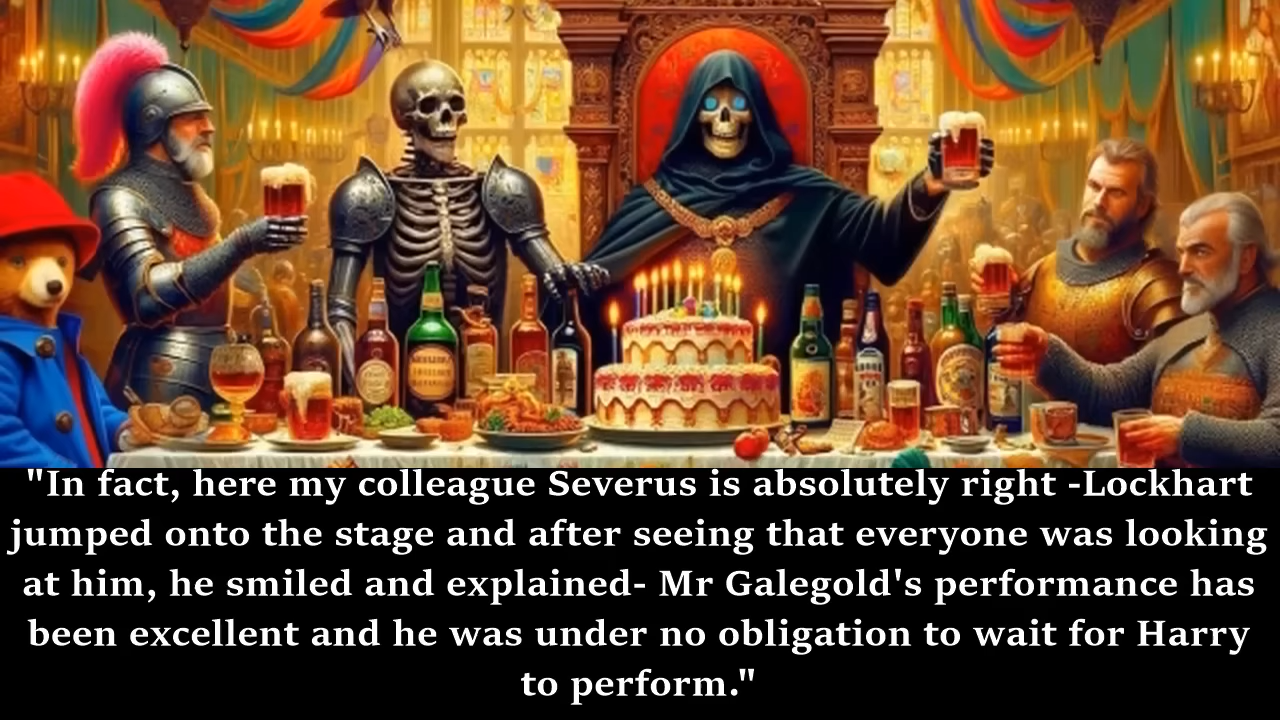 "In fact, here my colleague Severus is absolutely right -Lockhart
jumped onto the stage and after seeing that everyone was looking
at him, he smiled and explained- Mr Galegold's performance has
been excellent and he was under no obligation to wait for Harry
to perform."